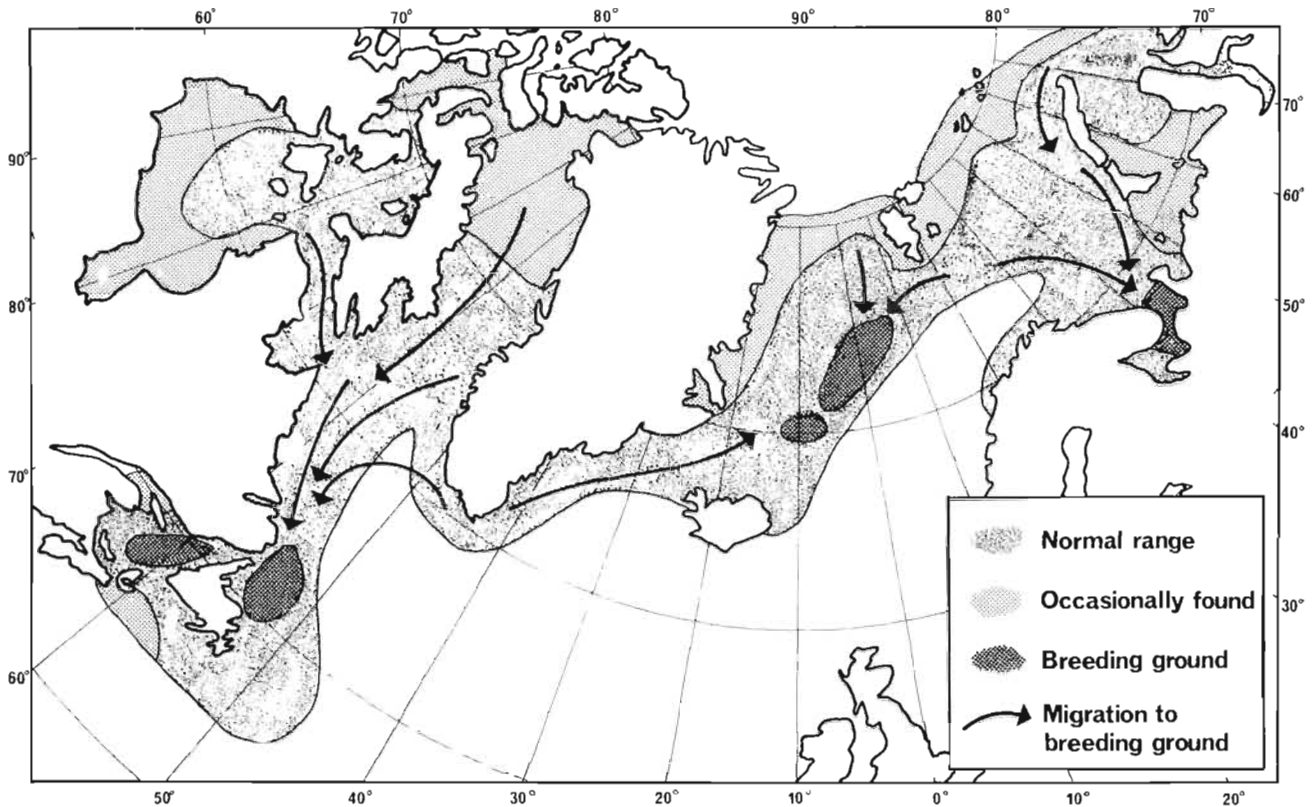 60° 70° 80° 90° 80° 70°
70°
90°
60°
80°
50°
40°
70°
30°
60°
50° 40° 30° 20° 10° 0° 10° 20°
Normal range
Occasionally found
Breeding ground
Migration to
breeding ground